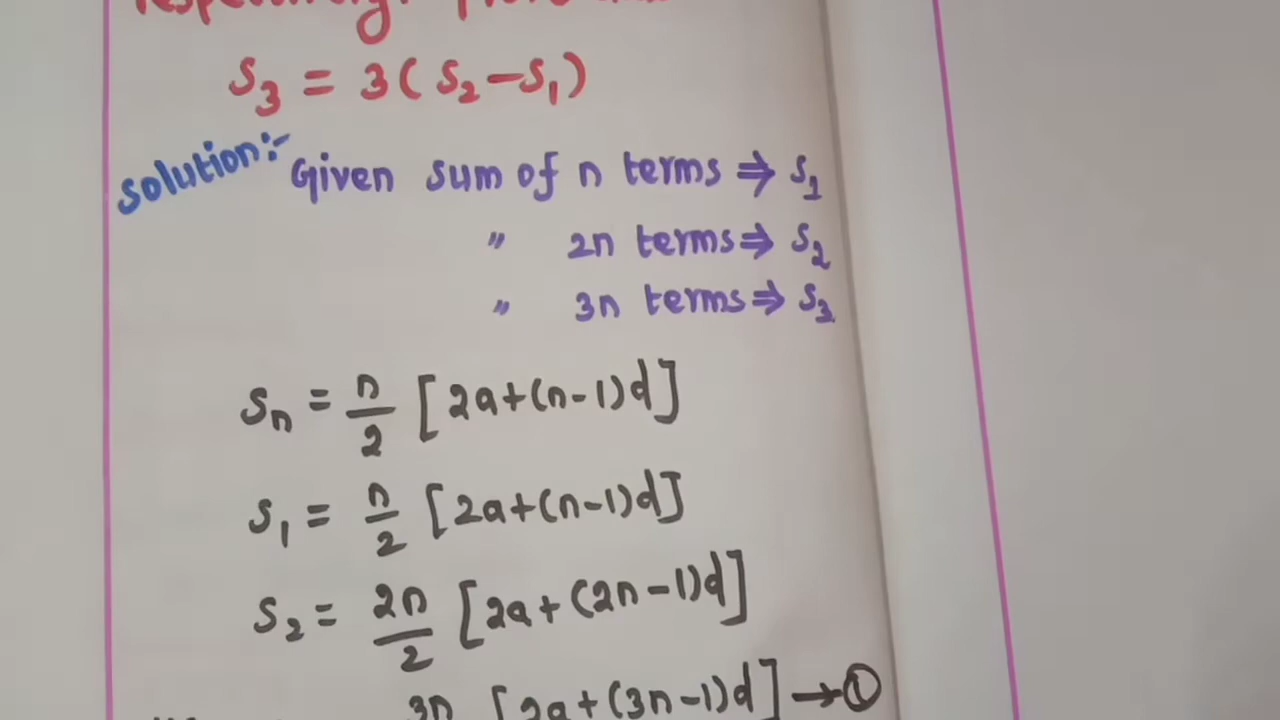 S₃ = 3(S₂-S₁)
Solution:- Given sum of n terms ⇒ S₁
" 2n terms ⇒ S₂
" 3n terms ⇒ S₃
Sn = n/2 [2a+(n-1)d]
S₁ = n/2 [2a+(n-1)d]
S₂ = 2n/2 [2a+(2n-1)d]
3n [2a+(3n-1)d] → ①